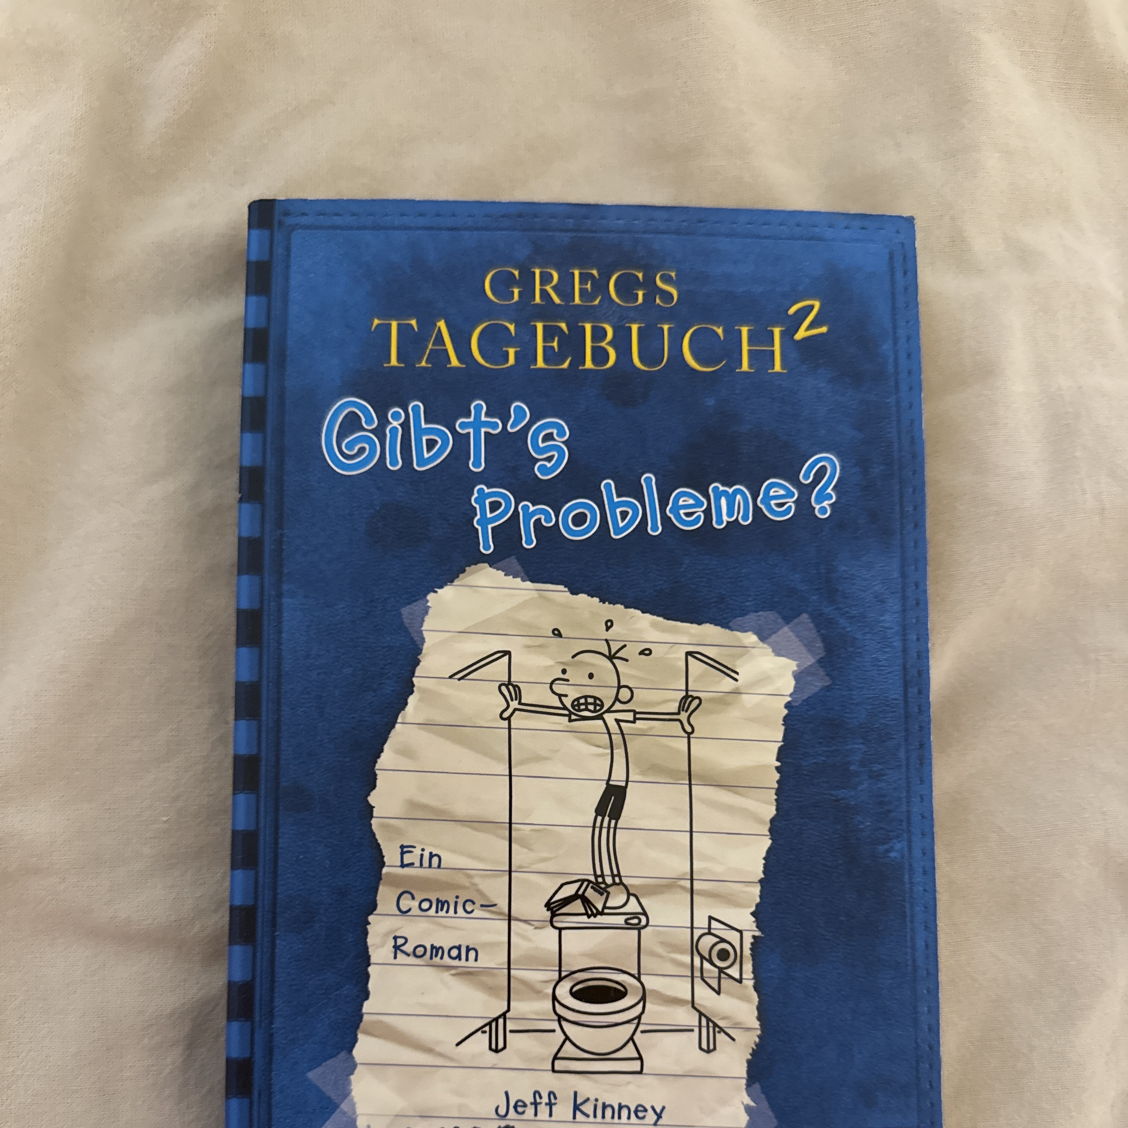 GREGS
TAGEBUCH²
Gibt's
Probleme?
Ein
Comic-
Roman
Jeff Kinney